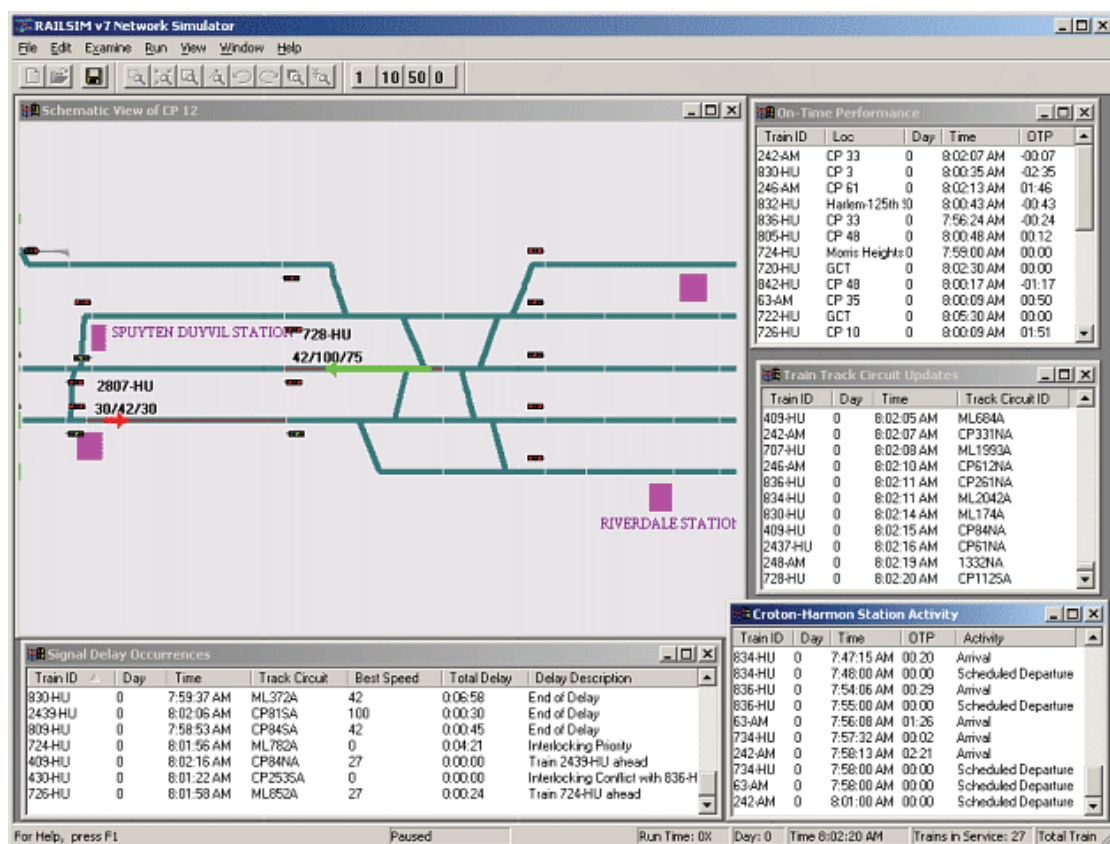 RAILSIM v7 Network Simulator
File Edit Examine Run View Window Help
1 10 50 0
Schematic View of CP 12
SPUYTEN DUYVIL STATION
728-HU
42/100/75
2807-HU
30/42/30
RIVERDALE STATION
On-Time Performance
Train ID Loc Day Time OTP
242-AM CP 33 0 8:02:07 AM -00:07
830-HU CP 3 0 8:00:35 AM -02:35
246-AM CP 61 0 8:02:13 AM 01:46
832-HU Harlem-125th S 0 8:00:43 AM -00:43
836-HU CP 33 0 7:56:24 AM -00:24
805-HU CP 48 0 8:00:48 AM 00:12
724-HU Morris Heights 0 7:59:00 AM 00:00
720-HU GCT 0 8:02:30 AM 00:00
842-HU CP 48 0 8:00:17 AM -01:17
63-AM CP 35 0 8:00:09 AM 00:50
722-HU GCT 0 8:05:30 AM 00:00
726-HU CP 10 0 8:00:09 AM 01:51
Train Track Circuit Updates
Train ID Day Time Track Circuit ID
409-HU 0 8:02:05 AM ML684A
242-AM 0 8:02:07 AM CP331NA
707-HU 0 8:02:08 AM ML1993A
246-AM 0 8:02:10 AM CP612NA
836-HU 0 8:02:11 AM CP261NA
834-HU 0 8:02:11 AM ML2042A
830-HU 0 8:02:14 AM ML174A
409-HU 0 8:02:15 AM CP84NA
2437-HU 0 8:02:16 AM CP61NA
248-AM 0 8:02:19 AM 1332NA
728-HU 0 8:02:20 AM CP112SA
Croton-Harmon Station Activity
Train ID Day Time OTP Activity
834-HU 0 7:47:15 AM 00:20 Arrival
834-HU 0 7:48:00 AM 00:00 Scheduled Departure
836-HU 0 7:54:06 AM 00:29 Arrival
836-HU 0 7:55:00 AM 00:00 Scheduled Departure
63-AM 0 7:56:08 AM 01:26 Arrival
734-HU 0 7:57:32 AM 00:02 Arrival
242-AM 0 7:58:13 AM 02:21 Arrival
734-HU 0 7:58:00 AM 00:00 Scheduled Departure
63-AM 0 7:58:00 AM 00:00 Scheduled Departure
242-AM 0 8:01:00 AM 00:00 Scheduled Departure
Signal Delay Occurrences
Train ID Day Time Track Circuit Best Speed Total Delay Delay Description
830-HU 0 7:59:37 AM ML372A 42 0:06:58 End of Delay
2439-HU 0 8:02:06 AM CP81SA 100 0:00:30 End of Delay
809-HU 0 7:58:53 AM CP84SA 42 0:00:45 End of Delay
724-HU 0 8:01:56 AM ML782A 0 0:04:21 Interlocking Priority
409-HU 0 8:02:16 AM CP84NA 27 0:00:00 Train 2439-HU ahead
430-HU 0 8:01:22 AM CP253SA 0 0:00:00 Interlocking Conflict with 836-H
726-HU 0 8:01:58 AM ML852A 27 0:00:24 Train 724-HU ahead
For Help, press F1 Paused Run Time: 0X Day: 0 Time 8:02:20 AM Trains in Service: 27 Total Train